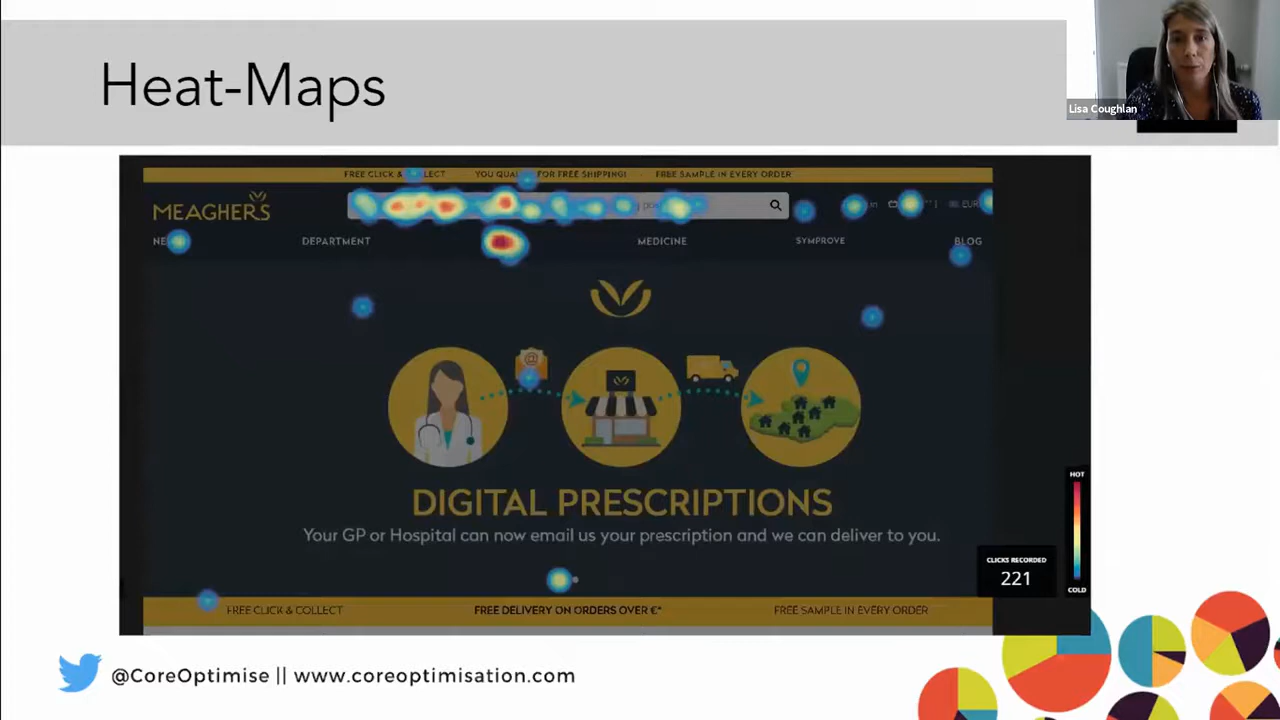 Heat-Maps
Lisa Coughlan
FREE CLICK & COLLECT YOU FOR FREE SHIPPING! FREE SAMPLE IN EVERY ORDER
MEAGHERS
EUR
DEPARTMENT MEDICINE SYMPROVE BLOG
DIGITAL PRESCRIPTIONS
Your GP or Hospital can now email us your prescription and we can deliver to you.
HOT
CLICKS RECORDED
221
COLD
FREE CLICK & COLLECT FREE DELIVERY ON ORDERS OVER €*
FREE SAMPLE IN EVERY ORDER
@CoreOptimise || www.coreoptimisation.com